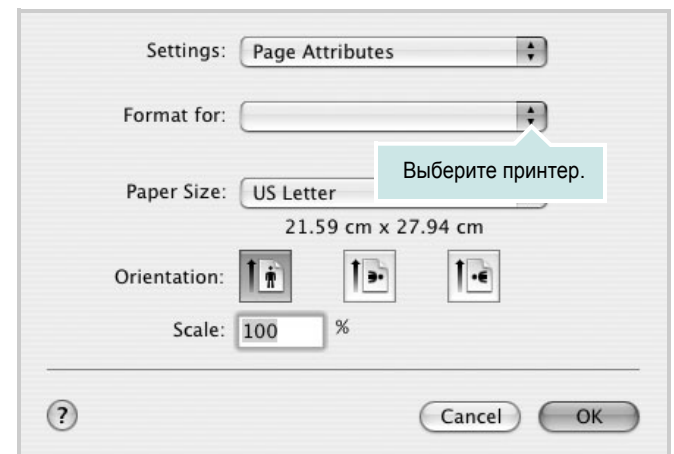 Settings: Page Attributes
Format for:
Выберите принтер.
Paper Size: US Letter
21.59 cm x 27.94 cm
Orientation:
Scale: 100 %
? Cancel OK